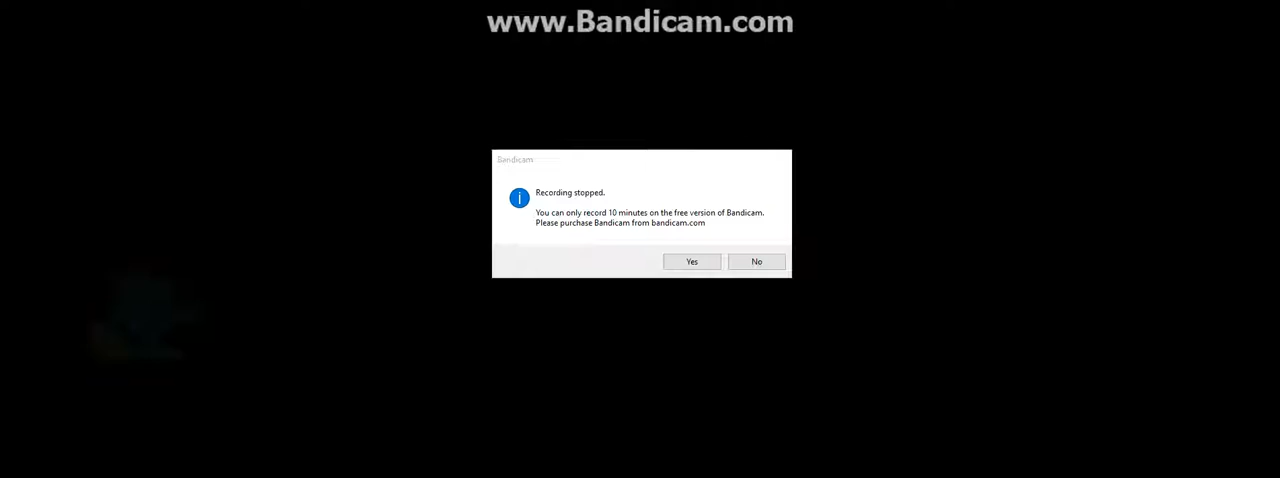 www.Bandicam.com
Bandicam
Recording stopped.
You can only record 10 minutes on the free version of Bandicam.
Please purchase Bandicam from bandicam.com
Yes
No